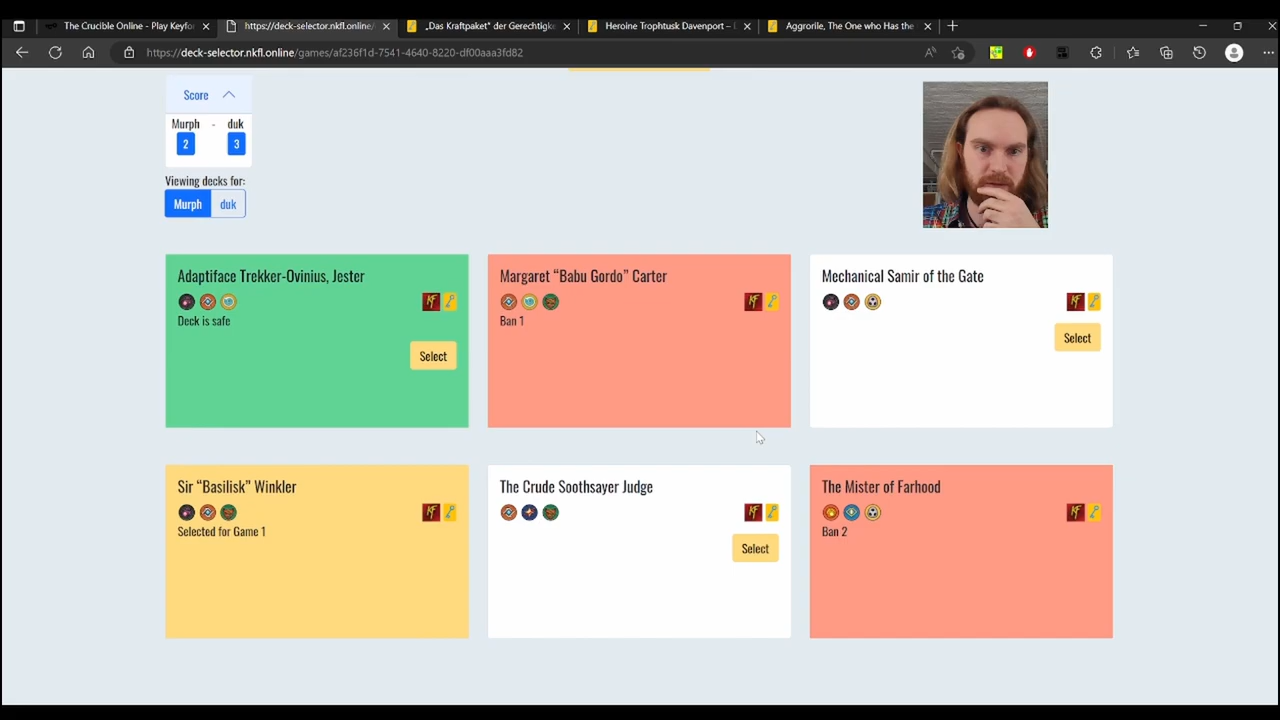 The Crucible Online - Play Keyfor
https://deck-selector.nkfl.online/
„Das Kraftpaket“ der Gerechtigke
Heroine Trophtusk Davenport –
Aggrorile, The One who Has the
https://deck-selector.nkfl.online/games/af236f1d-7541-4640-8220-df00aaa3fd82
Score
Murph - duk
2 3
Viewing decks for:
Murph duk
Adaptiface Trekker-Ovinius, Jester
Deck is safe
Select
Margaret “Babu Gordo” Carter
Ban 1
Mechanical Samir of the Gate
Select
Sir “Basilisk” Winkler
Selected for Game 1
The Crude Soothsayer Judge
Select
The Mister of Farhood
Ban 2